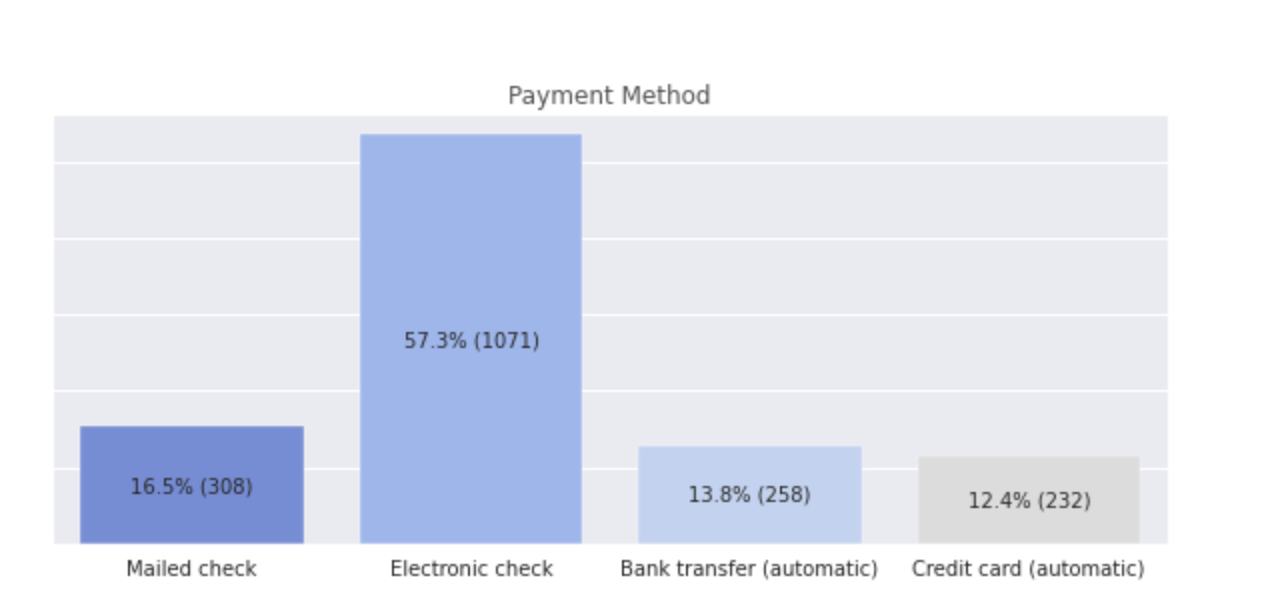 Payment Method
57.3% (1071)
16.5% (308)
13.8% (258)
12.4% (232)
Mailed check
Electronic check
Bank transfer (automatic)
Credit card (automatic)